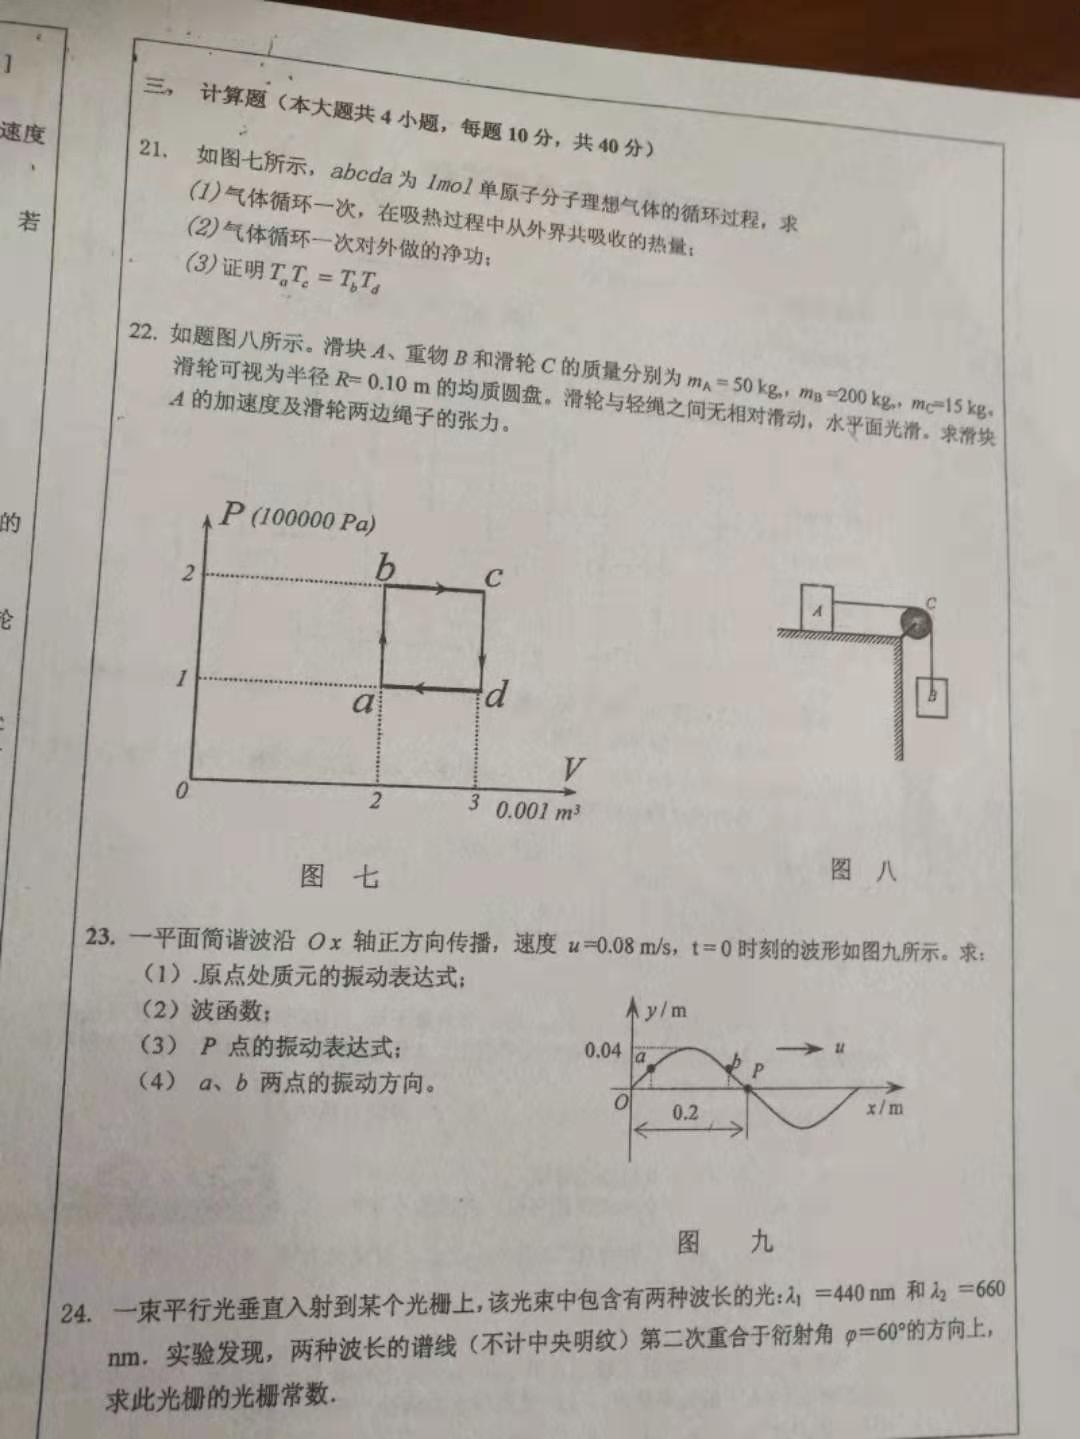 1
速度
若
的
轮
三、 计算题（本大题共 4 小题，每题 10 分，共 40 分）
21. 如图七所示，abcda 为 1mol 单原子分子理想气体的循环过程，求
(1)气体循环一次，在吸热过程中从外界共吸收的热量；
(2)气体循环一次对外做的净功；
(3)证明 TaTc = TbTd
22. 如题图八所示。滑块 A、重物 B 和滑轮 C 的质量分别为 mA = 50 kg,，mB =200 kg,，mC=15 kg,
滑轮可视为半径 R= 0.10 m 的均质圆盘。滑轮与轻绳之间无相对滑动，水平面光滑。求滑块
A 的加速度及滑轮两边绳子的张力。
P (100000 Pa)
2
b
c
1
a
d
0
2
3
V
0.001 m³
图 七
A
C
B
图 八
23. 一平面简谐波沿 Ox 轴正方向传播，速度 u=0.08 m/s，t = 0 时刻的波形如图九所示。求：
（1）.原点处质元的振动表达式；
（2）波函数；
（3） P 点的振动表达式；
（4） a、b 两点的振动方向。
y/m
0.04
a
b
P
u
O
0.2
x/m
图 九
24. 一束平行光垂直入射到某个光栅上,该光束中包含有两种波长的光:λ1 =440 nm 和 λ2 =660
nm. 实验发现，两种波长的谱线（不计中央明纹）第二次重合于衍射角 φ=60°的方向上，
求此光栅的光栅常数.